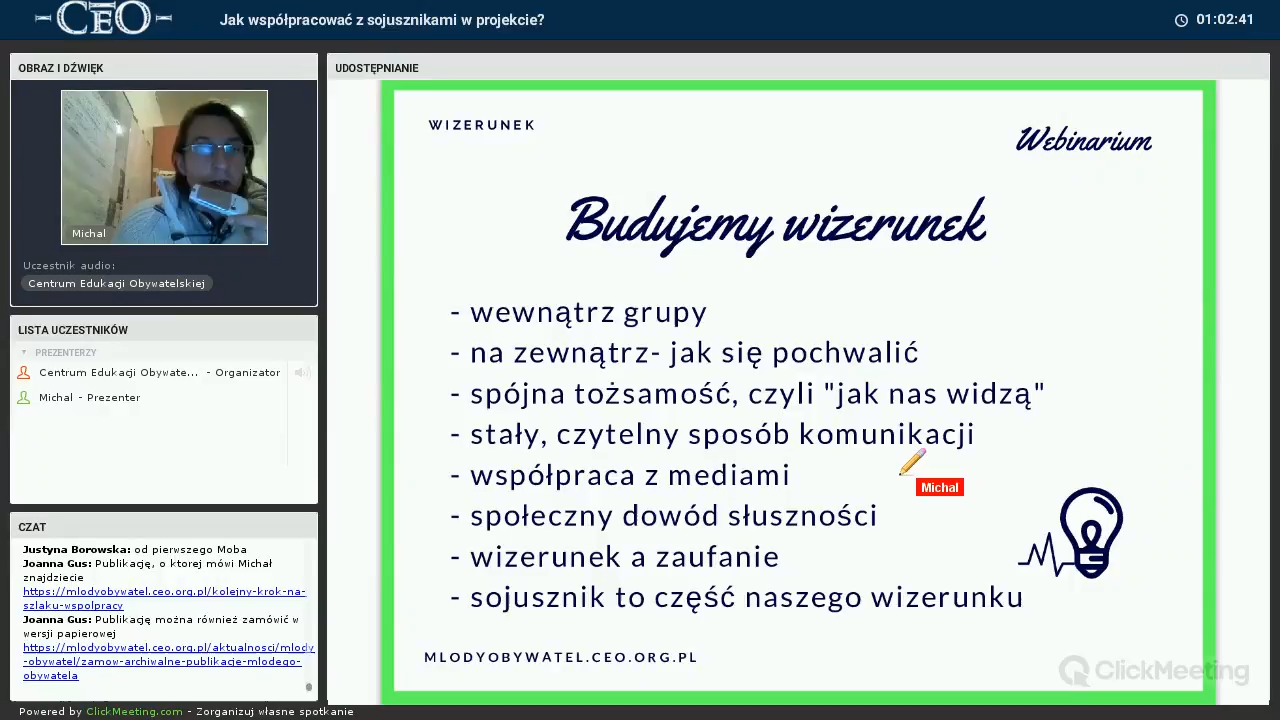 CEO
Jak współpracować z sojusznikami w projekcie?
01:02:41
OBRAZ I DŹWIĘK
Michal
Uczestnik audio:
Centrum Edukacji Obywatelskiej
LISTA UCZESTNIKÓW
PREZENTERZY
Centrum Edukacji Obywate... - Organizator
Michal - Prezenter
CZAT
Justyna Borowska: od pierwszego Moba
Joanna Gus: Publikację, o ktorej mówi Michał
znajdziecie
https://mlodyobywatel.ceo.org.pl/kolejny-krok-na-
szlaku-wspolpracy
Joanna Gus: Publikację można również zamówić w
wersji papierowej
https://mlodyobywatel.ceo.org.pl/aktualnosci/mlody
-obywatel/zamow-archiwalne-publikacje-mlodego-
obywatela
UDOSTĘPNIANIE
WIZERUNEK
Webinarium
Budujemy wizerunek
- wewnątrz grupy
- na zewnątrz- jak się pochwalić
- spójna tożsamość, czyli "jak nas widzą"
- stały, czytelny sposób komunikacji
- współpraca z mediami
Michal
- społeczny dowód słuszności
- wizerunek a zaufanie
- sojusznik to część naszego wizerunku
MLODYOBYWATEL.CEO.ORG.PL
ClickMeeting
Powered by ClickMeeting.com - Zorganizuj własne spotkanie